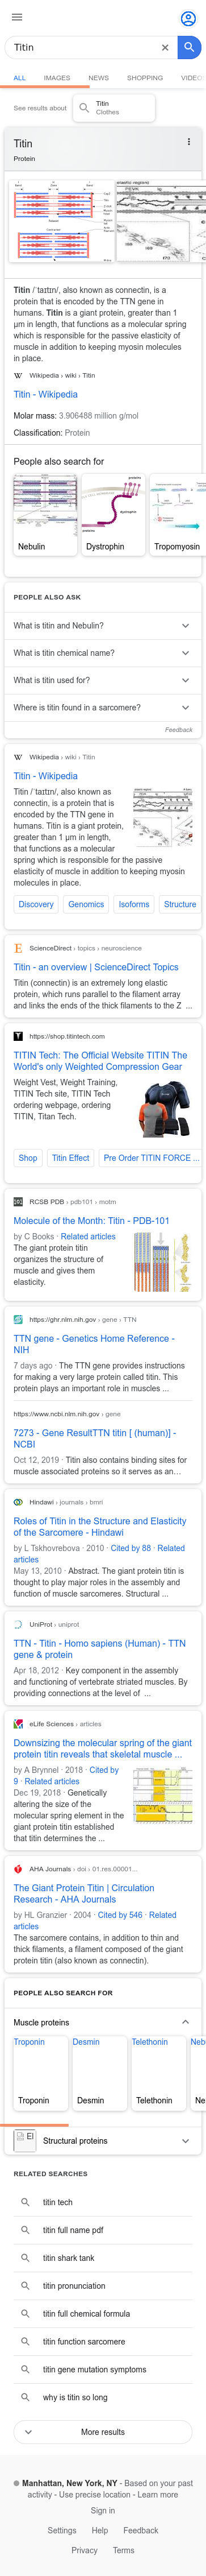 Titin
ALL IMAGES NEWS SHOPPING VIDEO
See results about
Titin
Clothes
Titin
Protein
Titin /ˈtaɪtɪn/, also known as connectin, is a
protein that is encoded by the TTN gene in
humans. Titin is a giant protein, greater than 1
µm in length, that functions as a molecular spring
which is responsible for the passive elasticity of
muscle in addition to keeping myosin molecules
in place.
W Wikipedia › wiki › Titin
Titin - Wikipedia
Molar mass: 3.906488 million g/mol
Classification: Protein
People also search for
Nebulin
Dystrophin
Tropomyosin
PEOPLE ALSO ASK
What is titin and Nebulin?
What is titin chemical name?
What is titin used for?
Where is titin found in a sarcomere?
Feedback
W Wikipedia › wiki › Titin
Titin - Wikipedia
Titin /ˈtaɪtɪn/, also known as
connectin, is a protein that is
encoded by the TTN gene in
humans. Titin is a giant protein,
greater than 1 µm in length,
that functions as a molecular
spring which is responsible for the passive
elasticity of muscle in addition to keeping myosin
molecules in place.
Discovery Genomics Isoforms Structure
ScienceDirect › topics › neuroscience
Titin - an overview | ScienceDirect Topics
Titin (connectin) is an extremely long elastic
protein, which runs parallel to the filament array
and links the ends of the thick filaments to the Z ...
https://shop.titintech.com
TITIN Tech: The Official Website TITIN The
World's only Weighted Compression Gear
Weight Vest, Weight Training,
TITIN Tech site, TITIN Tech
ordering webpage, ordering
TITIN, Titan Tech.
Shop Titin Effect Pre Order TITIN FORCE ...
RCSB PDB › pdb101 › motm
Molecule of the Month: Titin - PDB-101
by C Books · Related articles
The giant protein titin
organizes the structure of
muscle and gives them
elasticity.
https://ghr.nlm.nih.gov › gene › TTN
TTN gene - Genetics Home Reference -
NIH
7 days ago · The TTN gene provides instructions
for making a very large protein called titin. This
protein plays an important role in muscles ...
https://www.ncbi.nlm.nih.gov › gene
7273 - Gene ResultTTN titin [ (human)] -
NCBI
Oct 12, 2019 · Titin also contains binding sites for
muscle associated proteins so it serves as an...
Hindawi › journals › bmri
Roles of Titin in the Structure and Elasticity
of the Sarcomere - Hindawi
by L Tskhovrebova · 2010 · Cited by 88 · Related
articles
May 13, 2010 · Abstract. The giant protein titin is
thought to play major roles in the assembly and
function of muscle sarcomeres. Structural ...
UniProt › uniprot
TTN - Titin - Homo sapiens (Human) - TTN
gene & protein
Apr 18, 2012 · Key component in the assembly
and functioning of vertebrate striated muscles. By
providing connections at the level of ...
eLife Sciences › articles
Downsizing the molecular spring of the giant
protein titin reveals that skeletal muscle ...
by A Brynnel · 2018 · Cited by
9 · Related articles
Dec 19, 2018 · Genetically
altering the size of the
molecular spring element in the
giant protein titin established
that titin determines the ...
AHA Journals › doi › 01.res.00001...
The Giant Protein Titin | Circulation
Research - AHA Journals
by HL Granzier · 2004 · Cited by 546 · Related
articles
The sarcomere contains, in addition to thin and
thick filaments, a filament composed of the giant
protein titin (also known as connectin).
PEOPLE ALSO SEARCH FOR
Muscle proteins
Troponin Desmin Telethonin Neb
Troponin Desmin Telethonin Ne
El Structural proteins
RELATED SEARCHES
titin tech
titin full name pdf
titin shark tank
titin pronunciation
titin full chemical formula
titin function sarcomere
titin gene mutation symptoms
why is titin so long
More results
Manhattan, New York, NY - Based on your past
activity - Use precise location - Learn more
Sign in
Settings Help Feedback
Privacy Terms